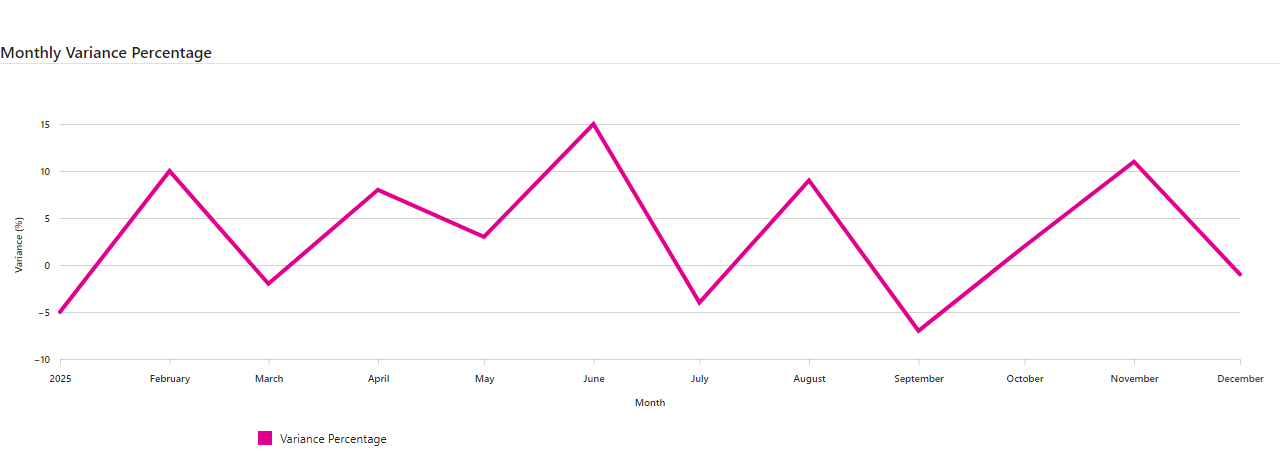 Monthly Variance Percentage
15
10
5
0
−5
−10
Variance (%)
2025 February March April May June July August September October November December
Month
Variance Percentage